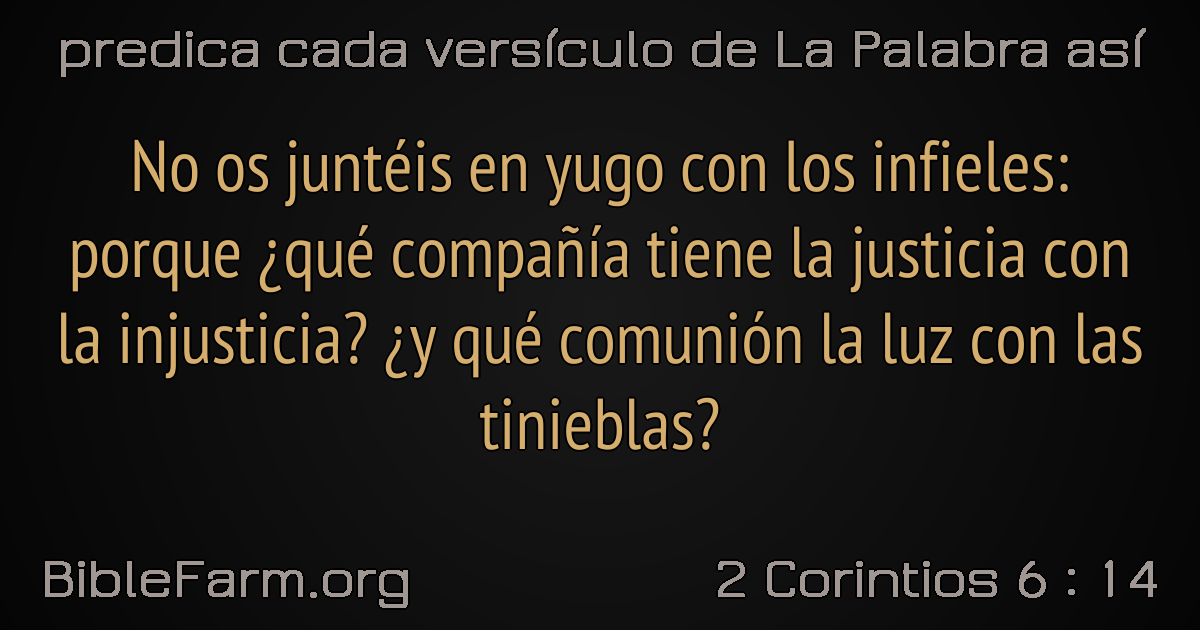 predica cada versículo de La Palabra así
No os juntéis en yugo con los infieles:
porque ¿qué compañía tiene la justicia con
la injusticia? ¿y qué comunión la luz con las
tinieblas?
BibleFarm.org
2 Corintios 6 : 14